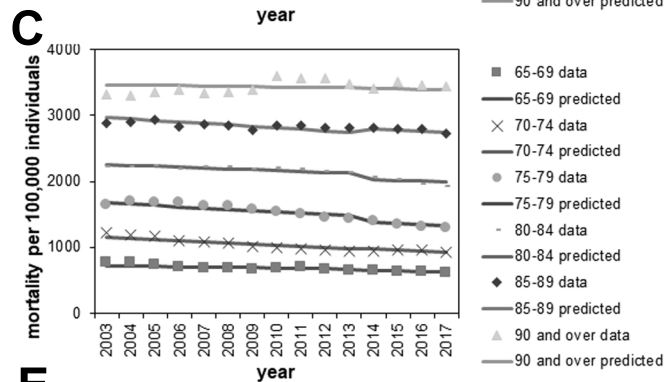 90 and over predicted
year
C
mortality per 100,000 individuals
4000
3000
2000
1000
0
2003
2004
2005
2006
2007
2008
2009
2010
2011
2012
2013
2014
2015
2016
2017
year
65-69 data
65-69 predicted
70-74 data
70-74 predicted
75-79 data
75-79 predicted
80-84 data
80-84 predicted
85-89 data
85-89 predicted
90 and over data
90 and over predicted